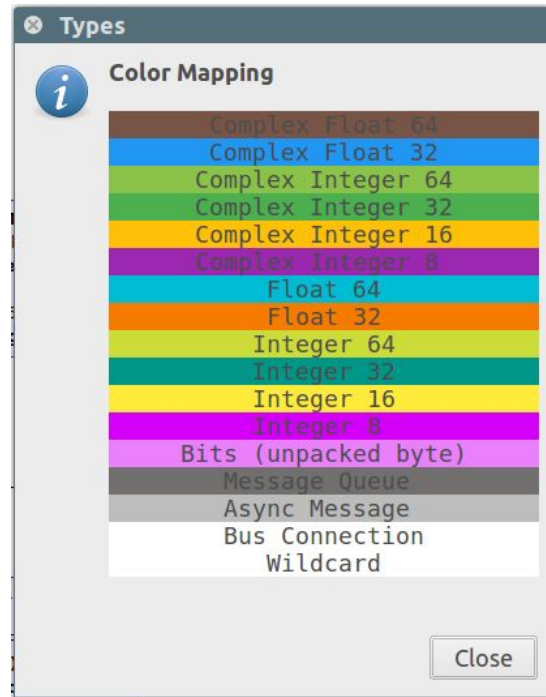 Types
Color Mapping
Complex Float 64
Complex Float 32
Complex Integer 64
Complex Integer 32
Complex Integer 16
Complex Integer 8
Float 64
Float 32
Integer 64
Integer 32
Integer 16
Integer 8
Bits (unpacked byte)
Message Queue
Async Message
Bus Connection
Wildcard
Close